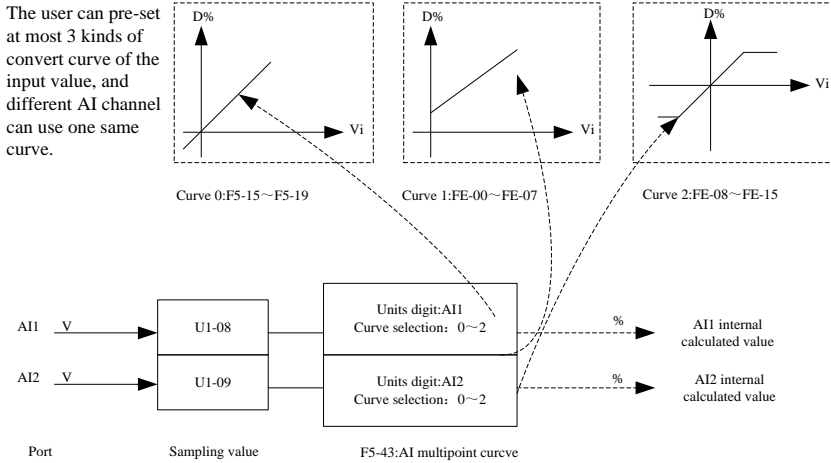 The user can pre-set
at most 3 kinds of
convert curve of the
input value, and
different AI channel
can use one same
curve.
D%
Vi
D%
Vi
D%
Vi
Curve 0:F5-15～F5-19
Curve 1:FE-00～FE-07
Curve 2:FE-08～FE-15
AI1
V
U1-08
Units digit:AI1
Curve selection：0～2
%
AI1 internal
calculated value
AI2
V
U1-09
Units digit:AI2
Curve selection：0～2
%
AI2 internal
calculated value
Port
Sampling value
F5-43:AI multipoint curcve